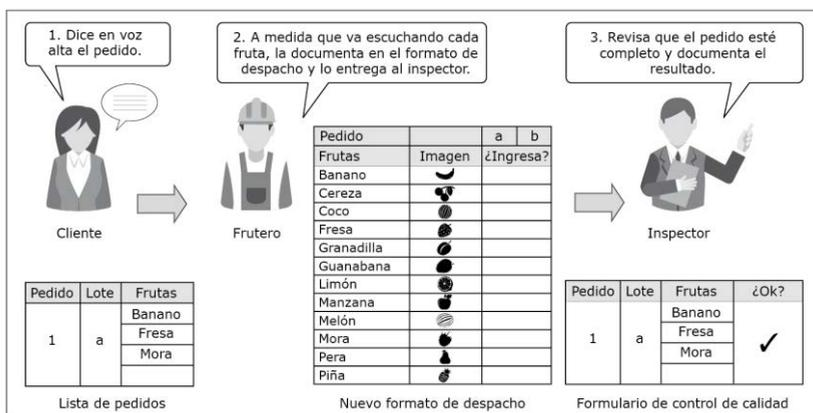 1. Dice en voz
alta el pedido.
2. A medida que va escuchando cada
fruta, la documenta en el formato de
despacho y lo entrega al inspector.
3. Revisa que el pedido esté
completo y documenta el
resultado.
Cliente
Frutero
Inspector
Pedido a b
Frutas Imagen ¿Ingresa?
Banano
Cereza
Coco
Fresa
Granadilla
Guanabana
Limón
Manzana
Melón
Mora
Pera
Piña
Nuevo formato de despacho
Pedido Lote Frutas
1 a
Banano
Fresa
Mora
Lista de pedidos
Pedido Lote Frutas ¿Ok?
1 a
Banano
Fresa
Mora
✓
Formulario de control de calidad